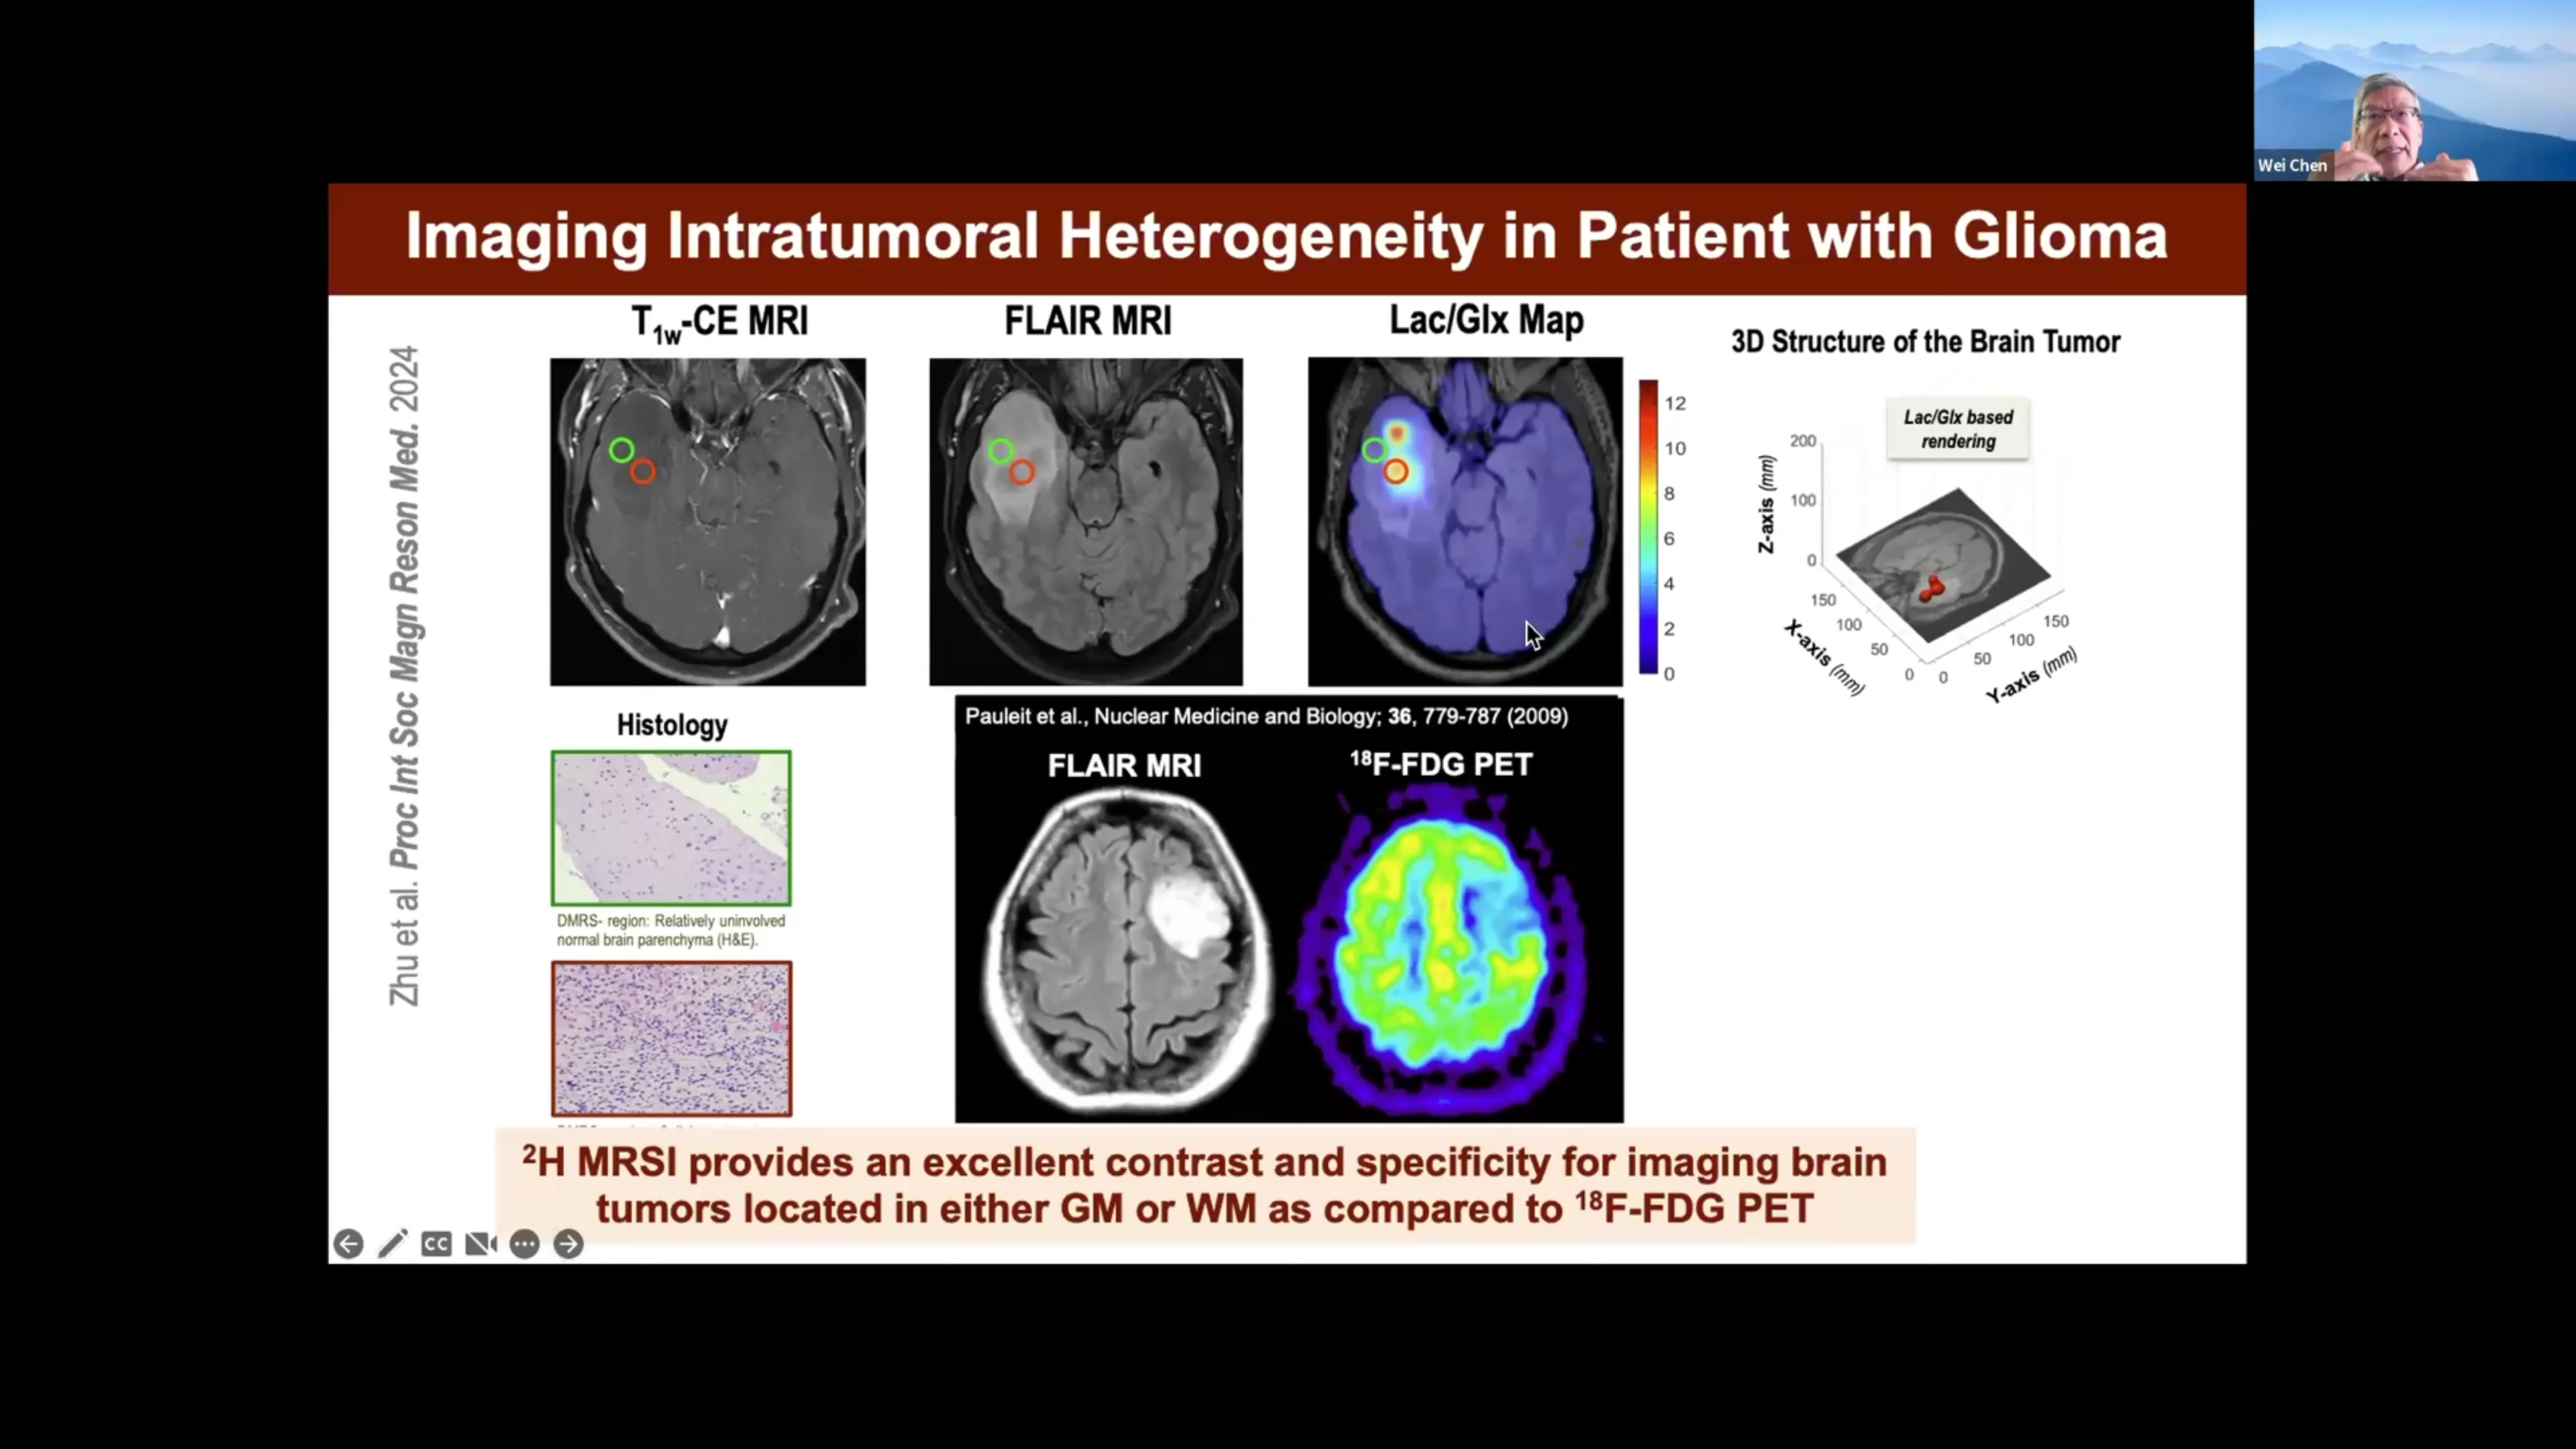 Wei Chen
Imaging Intratumoral Heterogeneity in Patient with Glioma
Zhu et al. Proc Int Soc Magn Reson Med. 2024
T1w-CE MRI
FLAIR MRI
Lac/Glx Map
12
10
8
6
4
2
0
3D Structure of the Brain Tumor
Lac/Glx based
rendering
Z-axis (mm)
200
100
0
150
100
50
0
X-axis (mm)
0
50
100
150
Y-axis (mm)
Histology
DMRS- region: Relatively uninvolved
normal brain parenchyma (H&E).
Pauleit et al., Nuclear Medicine and Biology; 36, 779-787 (2009)
FLAIR MRI
18F-FDG PET
2H MRSI provides an excellent contrast and specificity for imaging brain
tumors located in either GM or WM as compared to 18F-FDG PET
CC